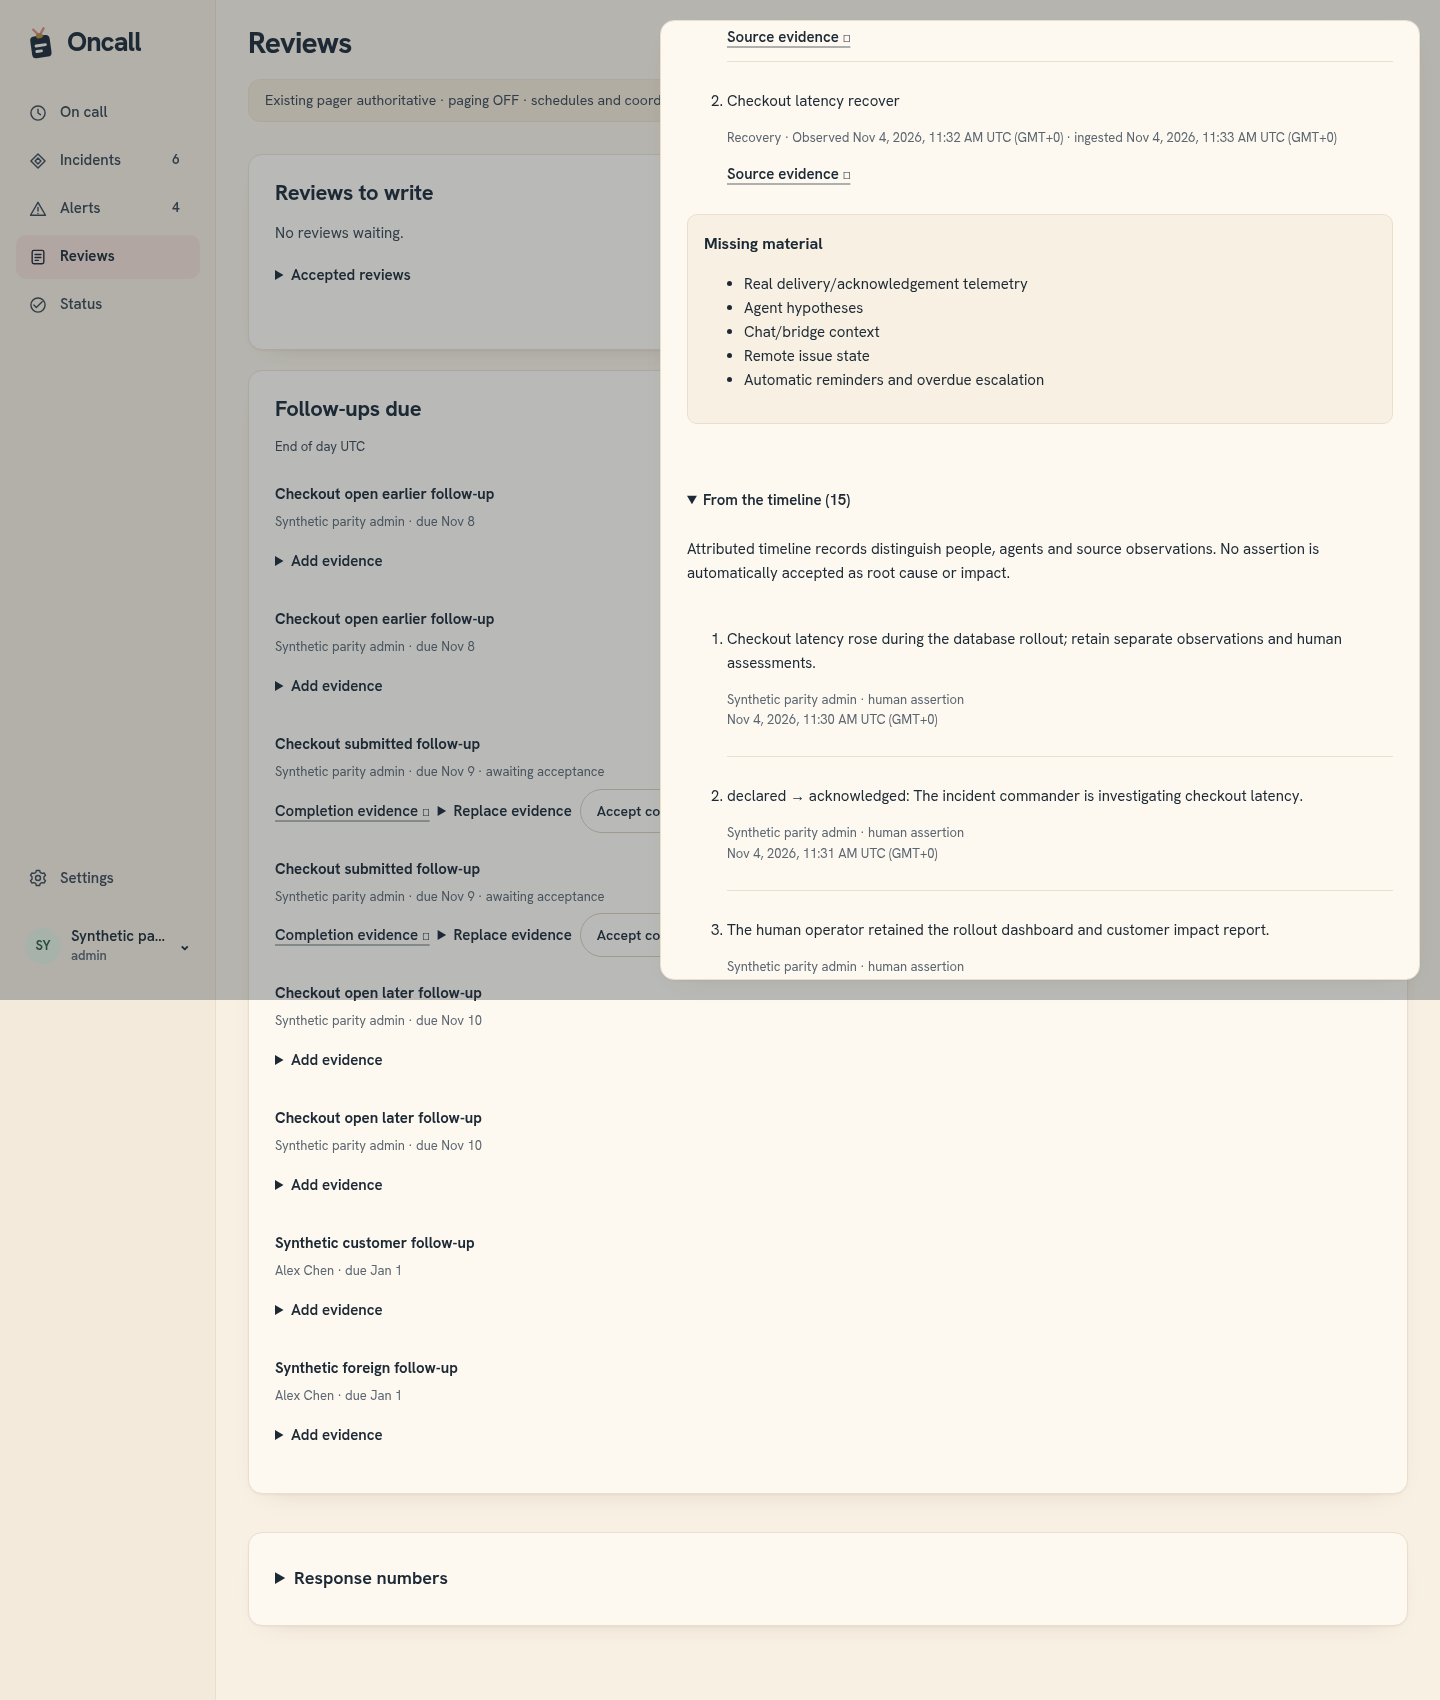 Oncall
On call
Incidents 6
Alerts 4
Reviews
Status
Settings
SY
Synthetic pa...
admin
Reviews
Existing pager authoritative · paging OFF · schedules and coord
Reviews to write
No reviews waiting.
Accepted reviews
Follow-ups due
End of day UTC
Checkout open earlier follow-up
Synthetic parity admin · due Nov 8
Add evidence
Checkout open earlier follow-up
Synthetic parity admin · due Nov 8
Add evidence
Checkout submitted follow-up
Synthetic parity admin · due Nov 9 · awaiting acceptance
Completion evidence Replace evidence Accept co
Checkout submitted follow-up
Synthetic parity admin · due Nov 9 · awaiting acceptance
Completion evidence Replace evidence Accept co
Checkout open later follow-up
Synthetic parity admin · due Nov 10
Add evidence
Checkout open later follow-up
Synthetic parity admin · due Nov 10
Add evidence
Synthetic customer follow-up
Alex Chen · due Jan 1
Add evidence
Synthetic foreign follow-up
Alex Chen · due Jan 1
Add evidence
Response numbers
Source evidence
2. Checkout latency recover
Recovery · Observed Nov 4, 2026, 11:32 AM UTC (GMT+0) · ingested Nov 4, 2026, 11:33 AM UTC (GMT+0)
Source evidence
Missing material
• Real delivery/acknowledgement telemetry
• Agent hypotheses
• Chat/bridge context
• Remote issue state
• Automatic reminders and overdue escalation
From the timeline (15)
Attributed timeline records distinguish people, agents and source observations. No assertion is
automatically accepted as root cause or impact.
1. Checkout latency rose during the database rollout; retain separate observations and human
assessments.
Synthetic parity admin · human assertion
Nov 4, 2026, 11:30 AM UTC (GMT+0)
2. declared → acknowledged: The incident commander is investigating checkout latency.
Synthetic parity admin · human assertion
Nov 4, 2026, 11:31 AM UTC (GMT+0)
3. The human operator retained the rollout dashboard and customer impact report.
Synthetic parity admin · human assertion